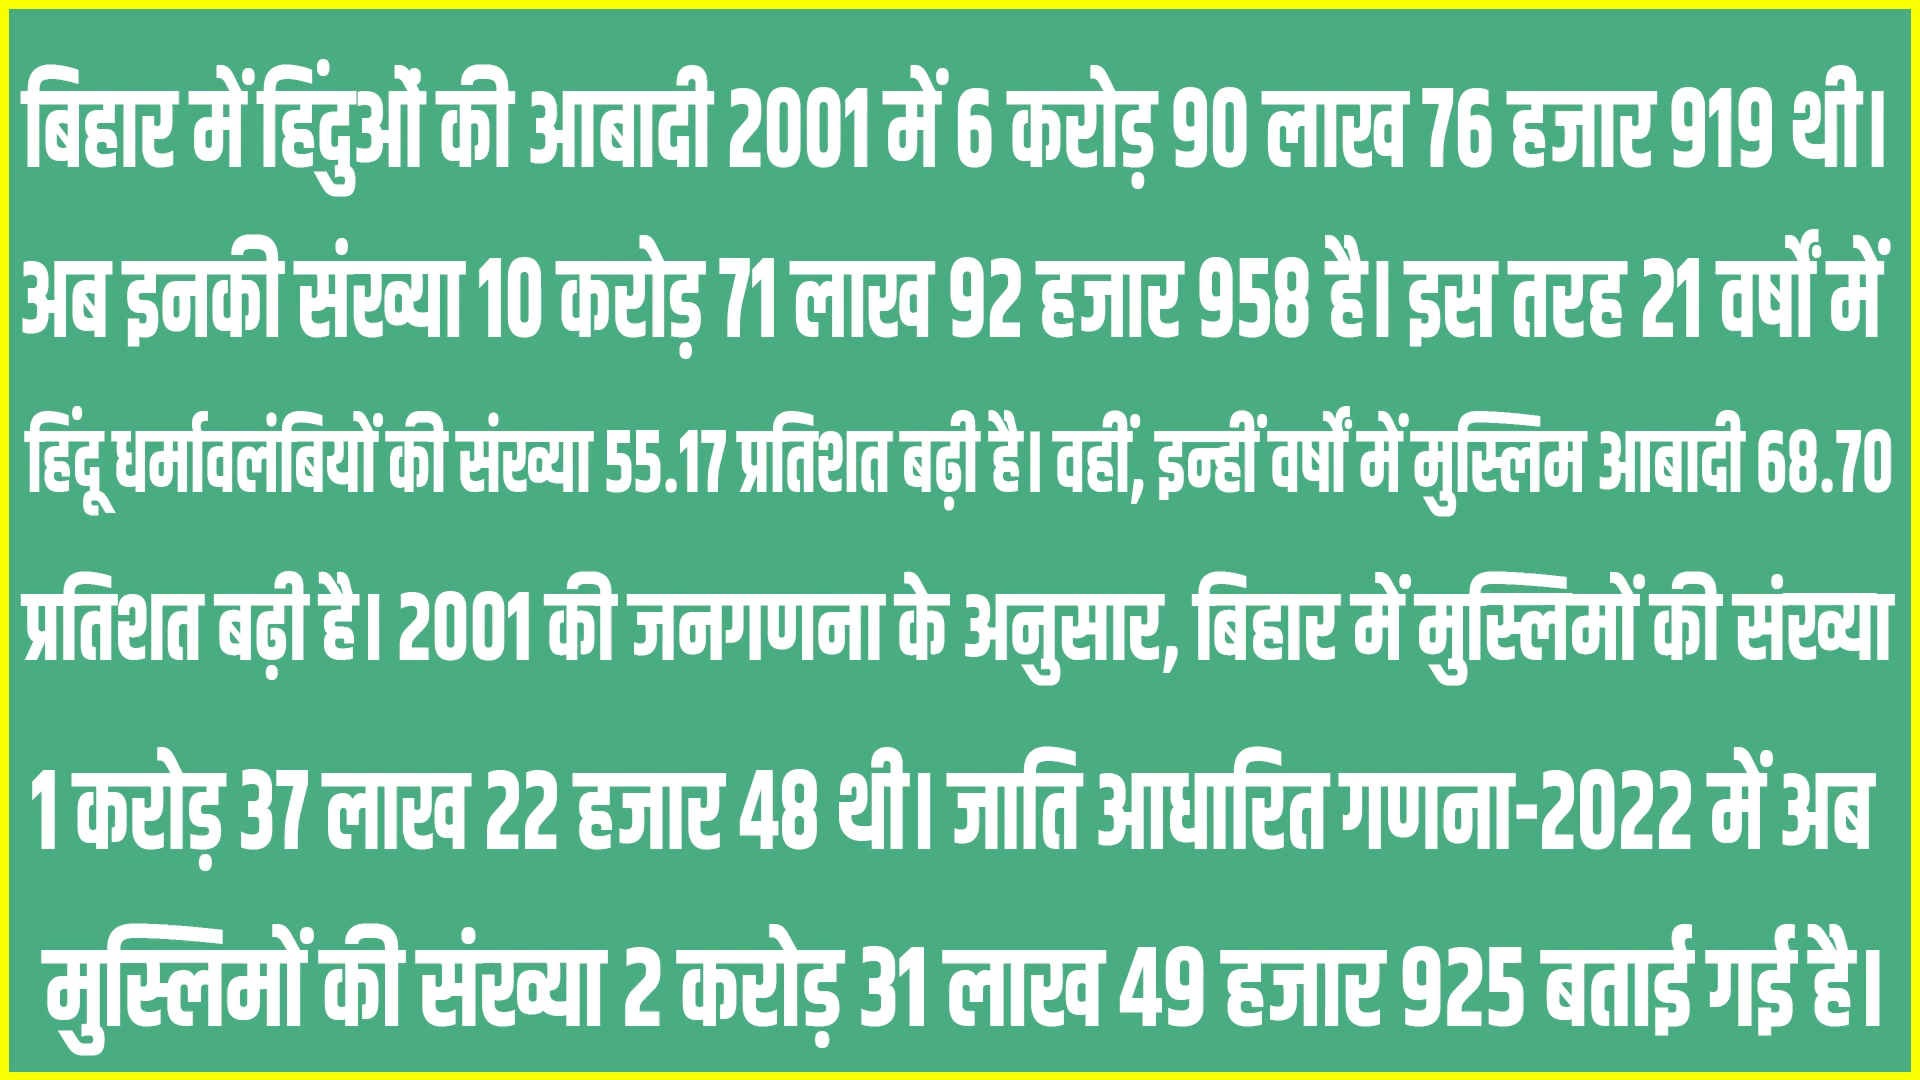 बिहार में हिंदुओं की आबादी 2001 में 6 करोड़ 90 लाख 76 हजार 919 थी।
अब इनकी संख्या 10 करोड़ 71 लाख 92 हजार 958 है। इस तरह 21 वर्षों में
हिंदू धर्मावलंबियों की संख्या 55.17 प्रतिशत बढ़ी है। वहीं, इन्हीं वर्षों में मुस्लिम आबादी 68.70
प्रतिशत बढ़ी है। 2001 की जनगणना के अनुसार, बिहार में मुस्लिमों की संख्या
1 करोड़ 37 लाख 22 हजार 48 थी। जाति आधारित गणना-2022 में अब
मुस्लिमों की संख्या 2 करोड़ 31 लाख 49 हजार 925 बताई गई है।